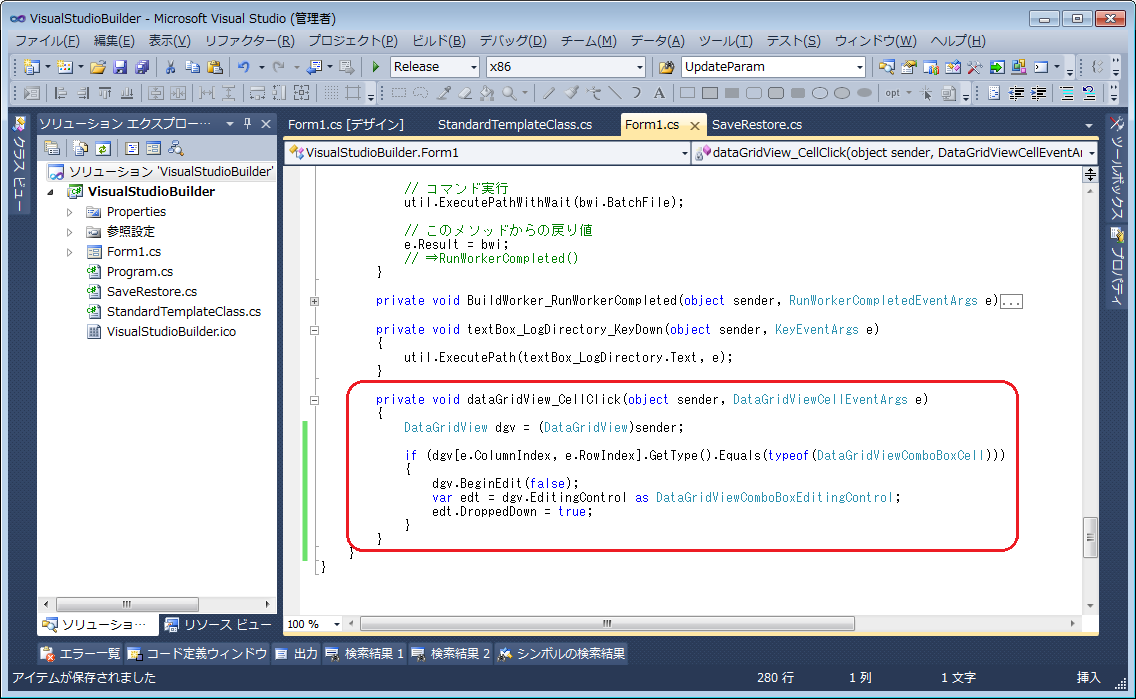 VisualStudioBuilder - Microsoft Visual Studio (管理者)
ファイル(F) 編集(E) 表示(V) リファクター(R) プロジェクト(P) ビルド(B) デバッグ(D) チーム(M) データ(A) ツール(T) テスト(S) ウィンドウ(W) ヘルプ(H)
Release x86 UpdateParam
opt
クラス ビュー
ソリューション エクスプロー…
ソリューション 'VisualStudioBuilder'
VisualStudioBuilder
Properties
参照設定
Form1.cs
Program.cs
SaveRestore.cs
StandardTemplateClass.cs
VisualStudioBuilder.ico
ソリューショ… リソース ビュー
Form1.cs [デザイン] StandardTemplateClass.cs Form1.cs SaveRestore.cs
VisualStudioBuilder.Form1 dataGridView_CellClick(object sender, DataGridViewCellEventAr
// コマンド実行
util.ExecutePathWithWait(bwi.BatchFile);
// このメソッドからの戻り値
e.Result = bwi;
// ⇒RunWorkerCompleted()
}
private void BuildWorker_RunWorkerCompleted(object sender, RunWorkerCompletedEventArgs e)...
private void textBox_LogDirectory_KeyDown(object sender, KeyEventArgs e)
{
util.ExecutePath(textBox_LogDirectory.Text, e);
}
private void dataGridView_CellClick(object sender, DataGridViewCellEventArgs e)
{
DataGridView dgv = (DataGridView)sender;
if (dgv[e.ColumnIndex, e.RowIndex].GetType().Equals(typeof(DataGridViewComboBoxCell)))
{
dgv.BeginEdit(false);
var edt = dgv.EditingControl as DataGridViewComboBoxEditingControl;
edt.DroppedDown = true;
}
}
}
}
100 %
ツールボックス
プロパティ
エラー一覧 コード定義ウィンドウ 出力 検索結果 1 検索結果 2 シンボルの検索結果
アイテムが保存されました 280 行 1 列 1 文字 挿入